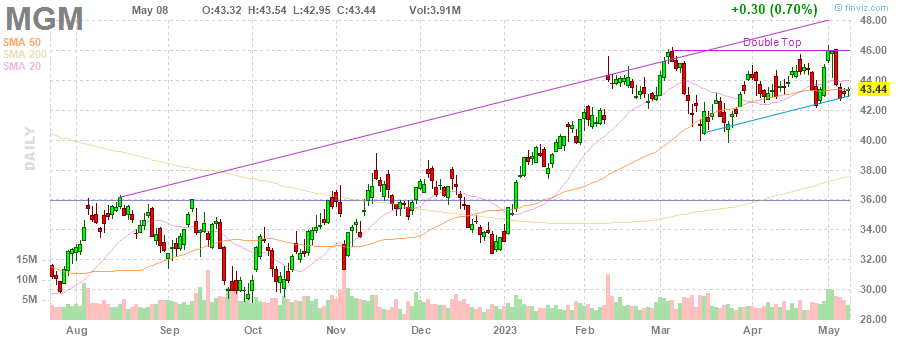 MGM May 08 O:43.32 H:43.54 L:42.95 C:43.44 Vol:3.91M +0.30 (0.70%) © finviz.com
SMA 50
SMA 200
SMA 20
Double Top
DAILY
48.00
46.00
44.00
43.44
42.00
40.00
38.00
36.00
34.00
32.00
30.00
28.00
15M
10M
5M
Aug Sep Oct Nov Dec 2023 Feb Mar Apr May